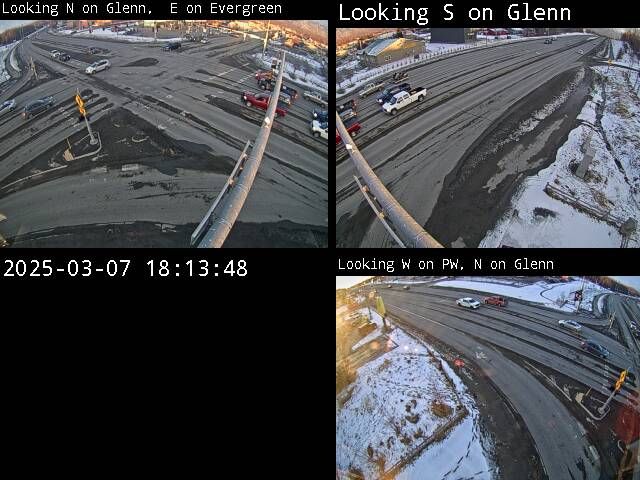 Looking N on Glenn,  E on Evergreen
Looking S on Glenn
2025-03-07 18:13:48
Looking W on PW, N on Glenn